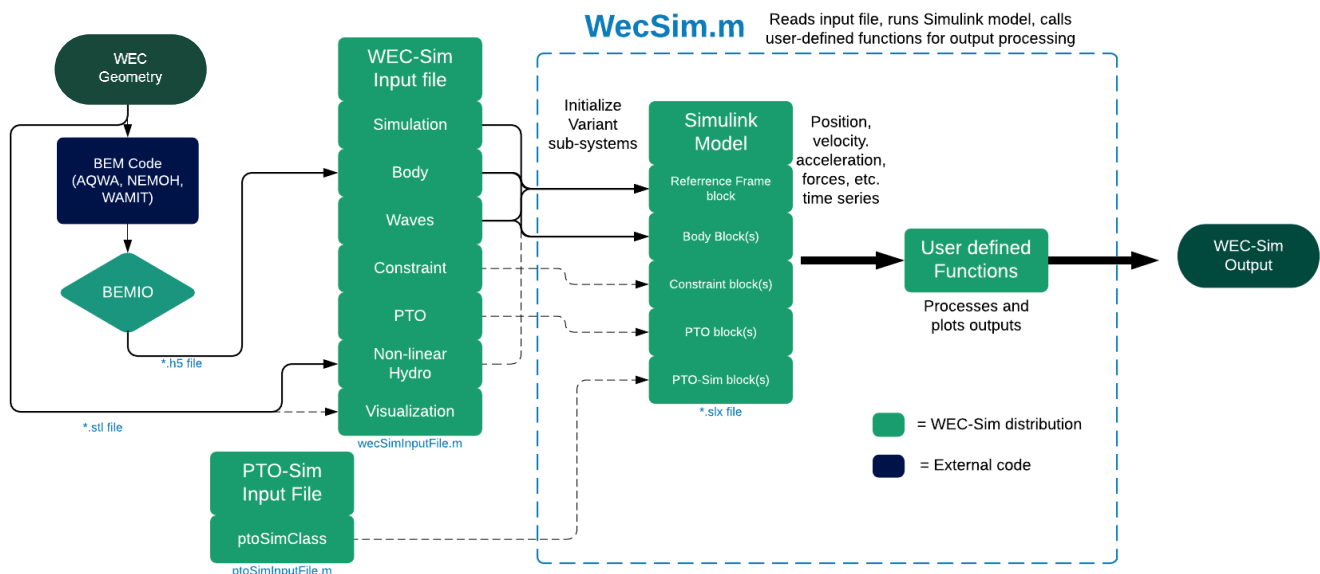 WecSim.m
Reads input file, runs Simulink model, calls
user-defined functions for output processing
WEC
Geometry
BEM Code
(AQWA, NEMOH,
WAMIT)
BEMIO
*.h5 file
*.stl file
WEC-Sim
Input file
Simulation
Body
Waves
Constraint
PTO
Non-linear
Hydro
Visualization
wecSimInputFile.m
PTO-Sim
Input File
ptoSimClass
ptoSimInputFile.m
Initialize
Variant
sub-systems
Simulink
Model
Referrence Frame
block
Body Block(s)
Constraint block(s)
PTO block(s)
PTO-Sim block(s)
*.slx file
Position,
velocity.
acceleration,
forces, etc.
time series
User defined
Functions
Processes and
plots outputs
WEC-Sim
Output
= WEC-Sim distribution
= External code